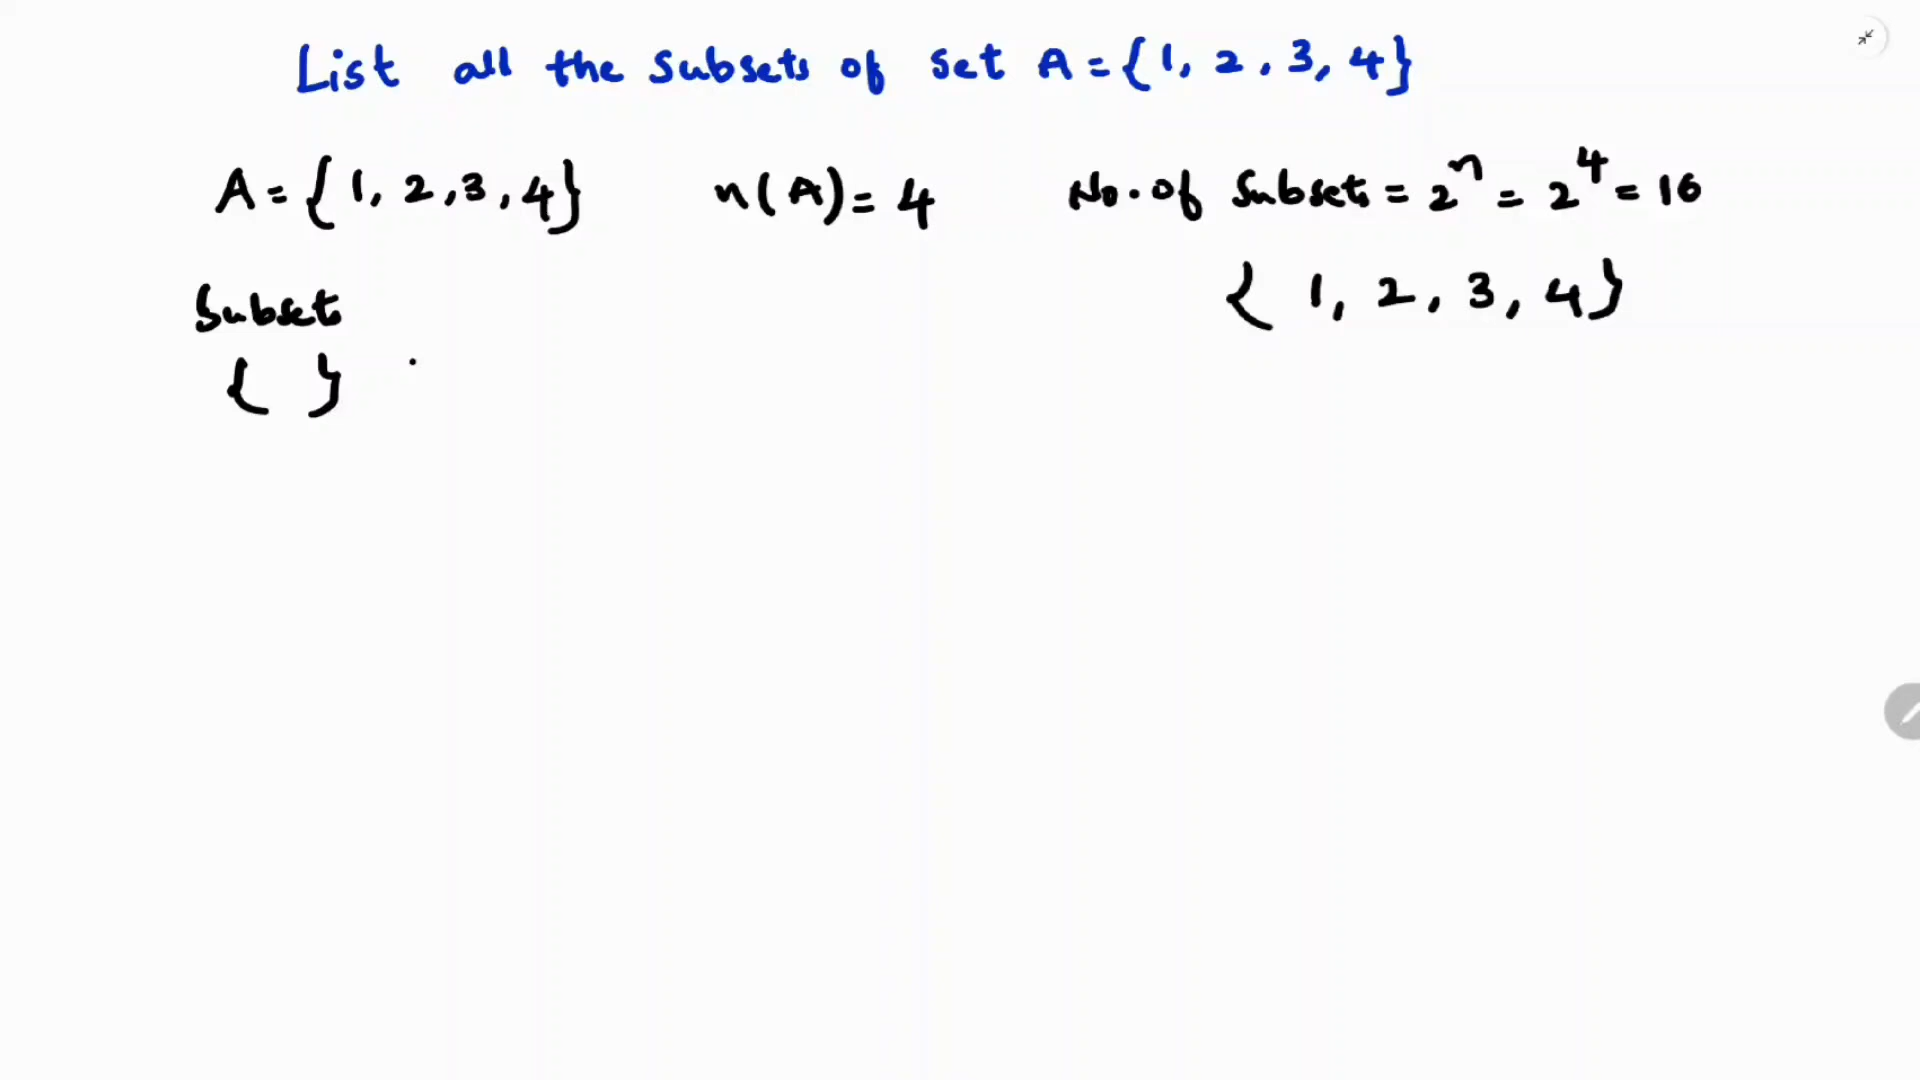 List all the subsets of set A = {1, 2, 3, 4}
A = {1, 2, 3, 4} n(A) = 4 No. of Subsets = 2ⁿ = 2⁴ = 16
Subset {1, 2, 3, 4}
{ }